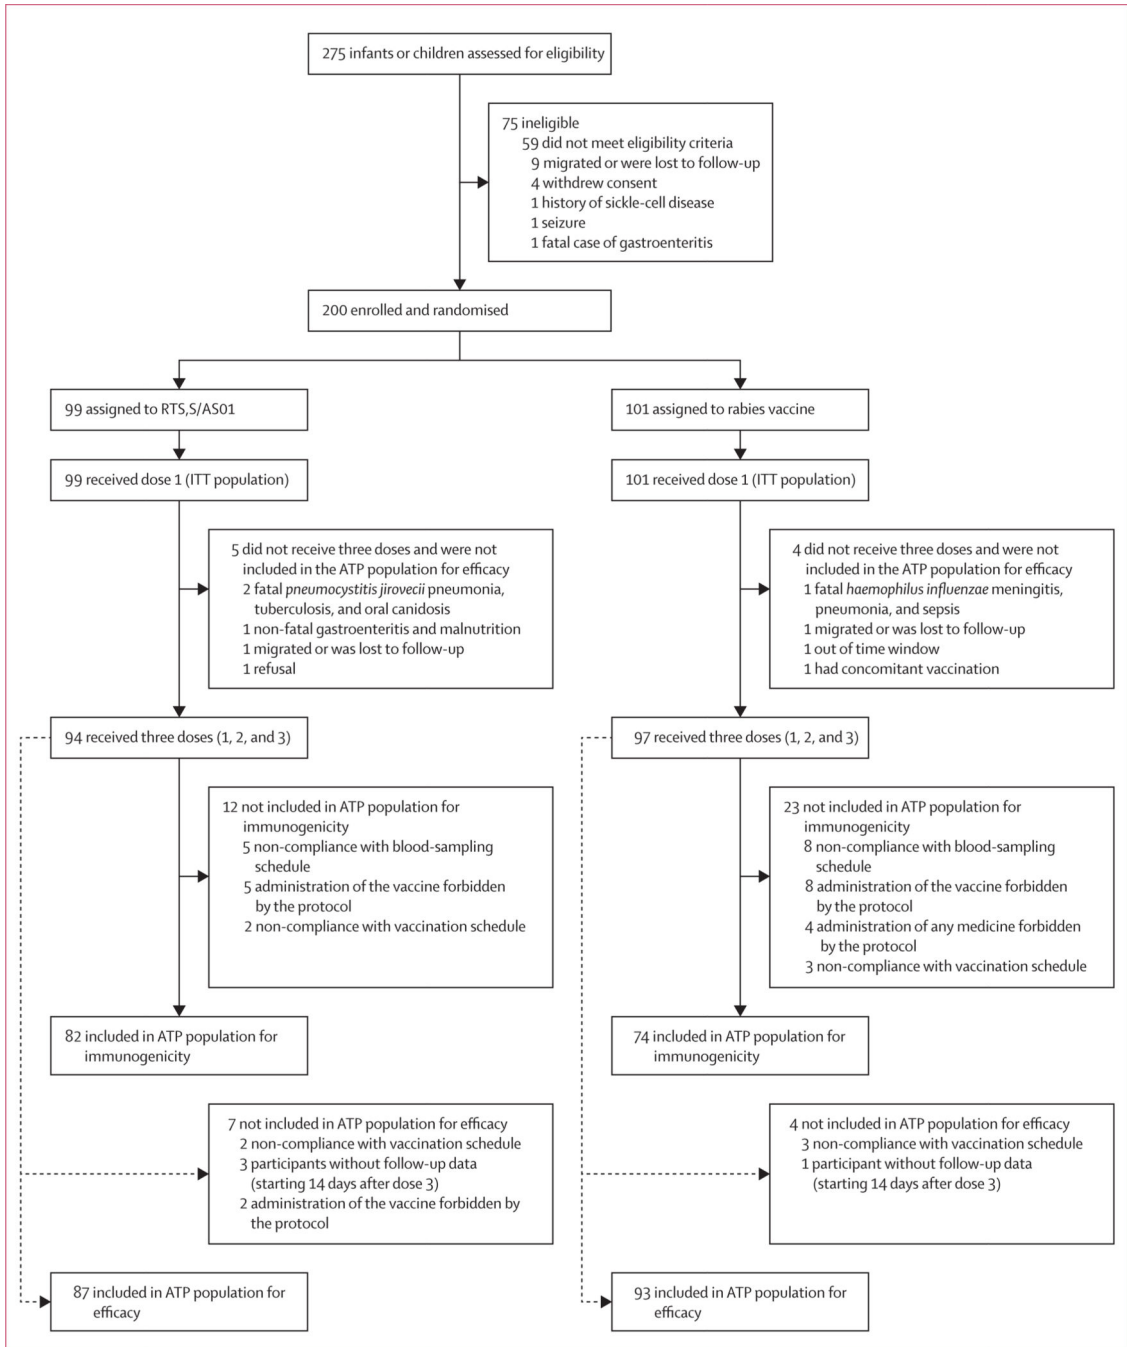 275 infants or children assessed for eligibility
75 ineligible
59 did not meet eligibility criteria
9 migrated or were lost to follow-up
4 withdrew consent
1 history of sickle-cell disease
1 seizure
1 fatal case of gastroenteritis
200 enrolled and randomised
99 assigned to RTS,S/AS01
101 assigned to rabies vaccine
99 received dose 1 (ITT population)
101 received dose 1 (ITT population)
5 did not receive three doses and were not
included in the ATP population for efficacy
2 fatal pneumocystitis jirovecii pneumonia,
tuberculosis, and oral canidosis
1 non-fatal gastroenteritis and malnutrition
1 migrated or was lost to follow-up
1 refusal
4 did not receive three doses and were not
included in the ATP population for efficacy
1 fatal haemophilus influenzae meningitis,
pneumonia, and sepsis
1 migrated or was lost to follow-up
1 out of time window
1 had concomitant vaccination
94 received three doses (1, 2, and 3)
97 received three doses (1, 2, and 3)
12 not included in ATP population for
immunogenicity
5 non-compliance with blood-sampling
schedule
5 administration of the vaccine forbidden
by the protocol
2 non-compliance with vaccination schedule
23 not included in ATP population for
immunogenicity
8 non-compliance with blood-sampling
schedule
8 administration of the vaccine forbidden
by the protocol
4 administration of any medicine forbidden
by the protocol
3 non-compliance with vaccination schedule
82 included in ATP population for
immunogenicity
74 included in ATP population for
immunogenicity
7 not included in ATP population for efficacy
2 non-compliance with vaccination schedule
3 participants without follow-up data
(starting 14 days after dose 3)
2 administration of the vaccine forbidden by
the protocol
4 not included in ATP population for efficacy
3 non-compliance with vaccination schedule
1 participant without follow-up data
(starting 14 days after dose 3)
87 included in ATP population for
efficacy
93 included in ATP population for
efficacy